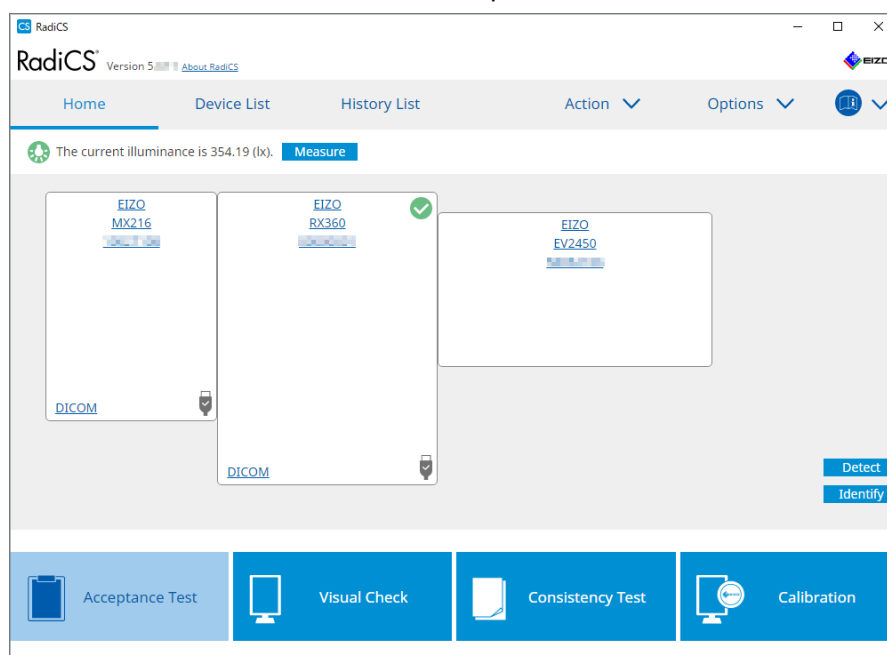 CS RadiCS
RadiCS® Version 5. About RadiCS
EIZO
Home Device List History List Action Options
The current illuminance is 354.19 (lx). Measure
EIZO
MX216
DICOM
EIZO
RX360
DICOM
EIZO
EV2450
Detect
Identify
Acceptance Test Visual Check Consistency Test Calibration